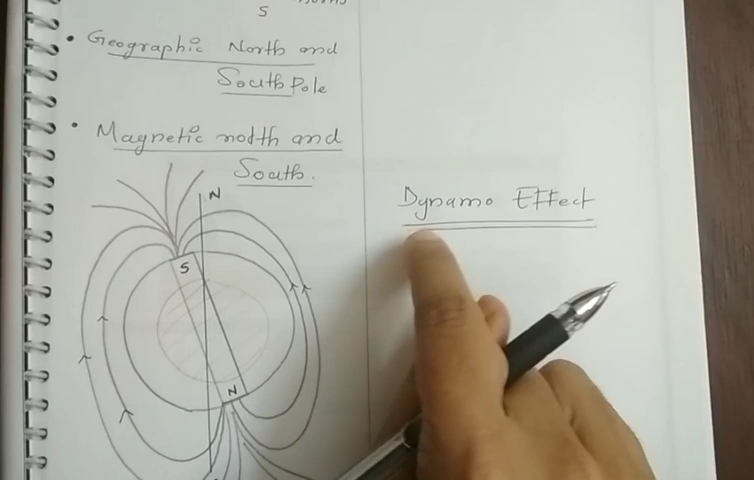 S
• Geographic North and
South Pole
• Magnetic north and
South.
N
S
N
Dynamo Effect